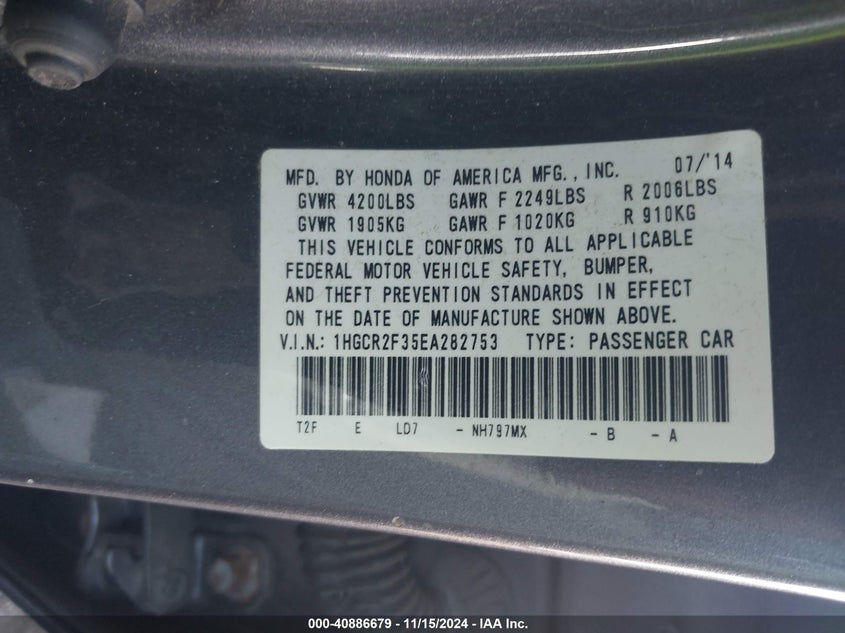 MFD. BY HONDA OF AMERICA MFG., INC. 07/'14
GVWR 4200LBS GAWR F 2249LBS R 2006LBS
GVWR 1905KG GAWR F 1020KG R 910KG
THIS VEHICLE CONFORMS TO ALL APPLICABLE
FEDERAL MOTOR VEHICLE SAFETY, BUMPER,
AND THEFT PREVENTION STANDARDS IN EFFECT
ON THE DATE OF MANUFACTURE SHOWN ABOVE.
V.I.N.: 1HGCR2F35EA282753 TYPE: PASSENGER CAR
T2F E LD7 - NH797MX - B - A
000-40886679 - 11/15/2024 - IAA Inc.